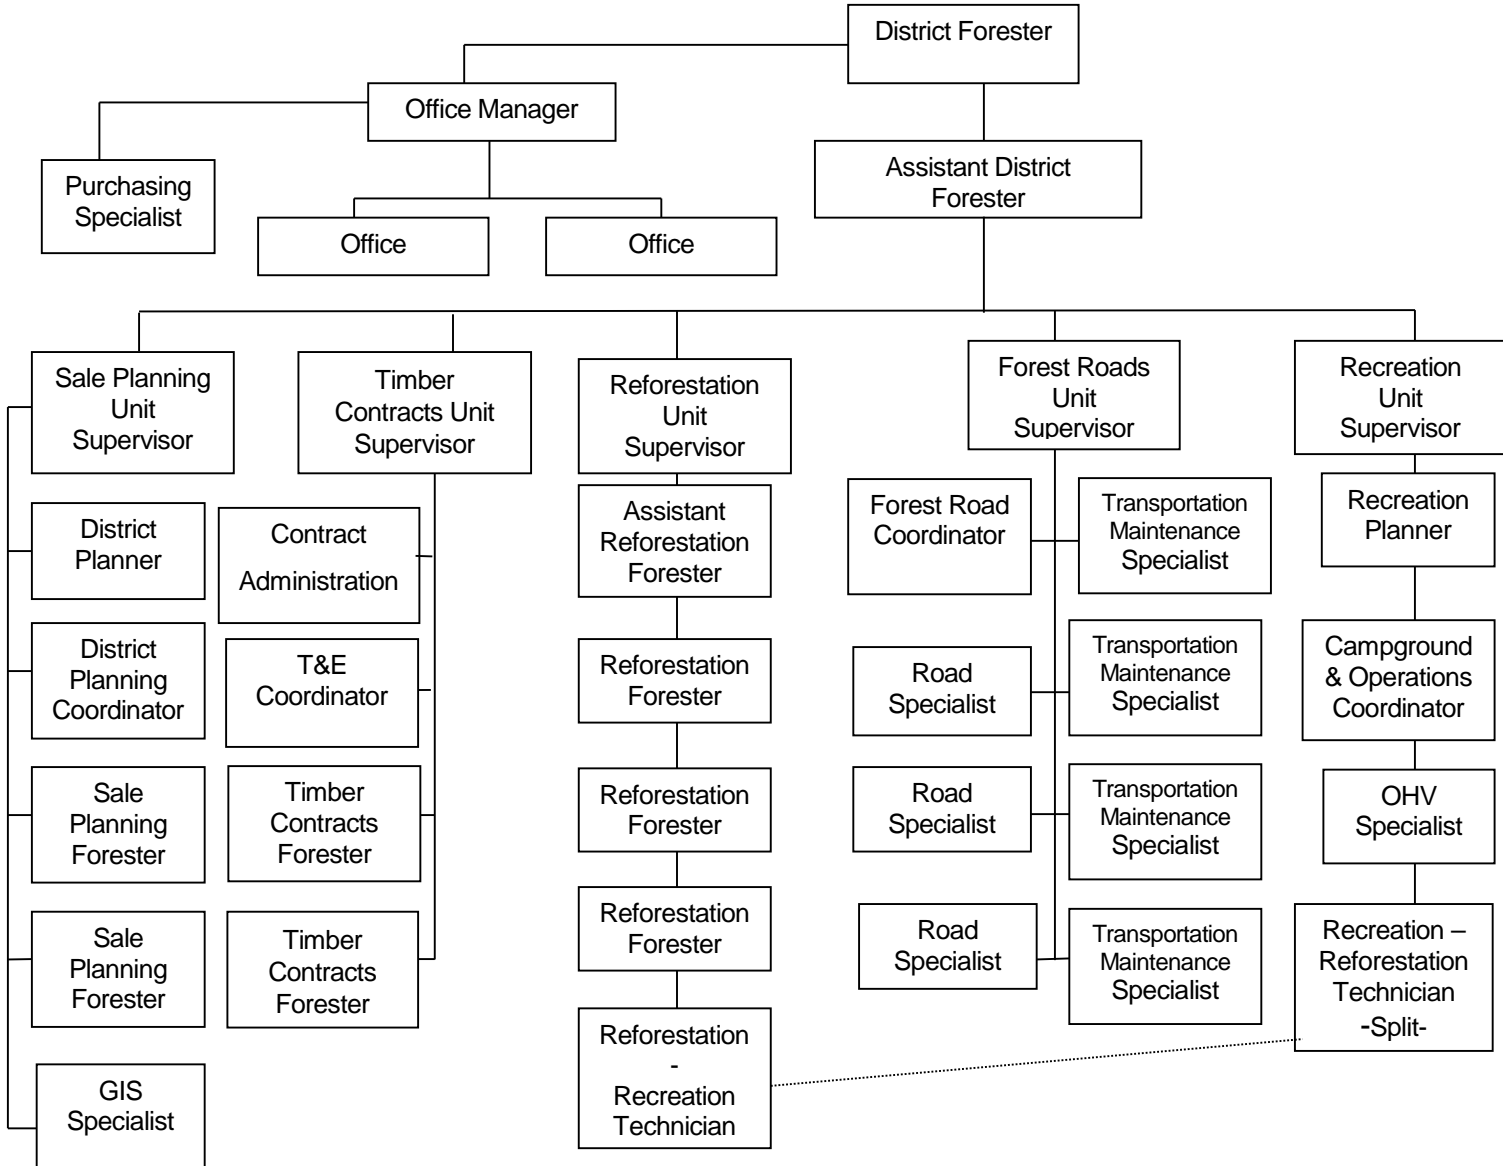 District Forester
Office Manager
Assistant District
Forester
Purchasing
Specialist
Office
Office
Sale Planning
Unit
Supervisor
Timber
Contracts Unit
Supervisor
Reforestation
Unit
Supervisor
Forest Roads
Unit
Supervisor
Recreation
Unit
Supervisor
District
Planner
District
Planning
Coordinator
Sale
Planning
Forester
Sale
Planning
Forester
GIS
Specialist
Contract
Administration
T&E
Coordinator
Timber
Contracts
Forester
Timber
Contracts
Forester
Assistant
Reforestation
Forester
Reforestation
Forester
Reforestation
Forester
Reforestation
Forester
Reforestation
-
Recreation
Technician
Forest Road
Coordinator
Road
Specialist
Road
Specialist
Road
Specialist
Transportation
Maintenance
Specialist
Transportation
Maintenance
Specialist
Transportation
Maintenance
Specialist
Transportation
Maintenance
Specialist
Recreation
Planner
Campground
& Operations
Coordinator
OHV
Specialist
Recreation –
Reforestation
Technician
-Split-